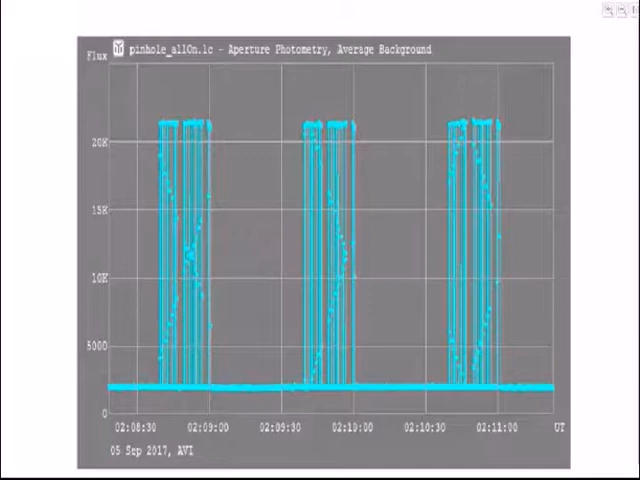 Flux pinhole_allOn.lc - Aperture Photometry, Average Background
20K
15K
10K
5000
0
02:08:30 02:09:00 02:09:30 02:10:00 02:10:30 02:11:00 UT
05 Sep 2017, AVI